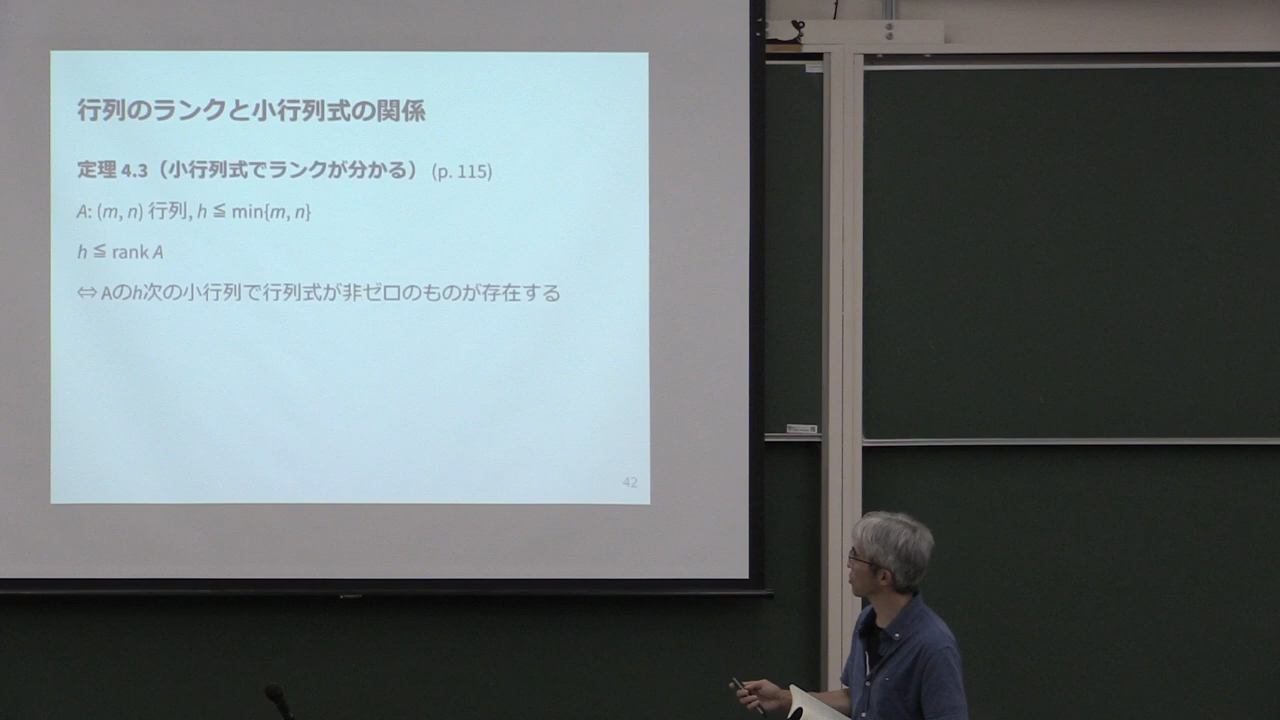 行列のランクと小行列式の関係
定理 4.3（小行列式でランクが分かる） (p. 115)
A: (m, n) 行列, h ≦ min{m, n}
h ≦ rank A
⇔ Aのh次の小行列で行列式が非ゼロのものが存在する
42